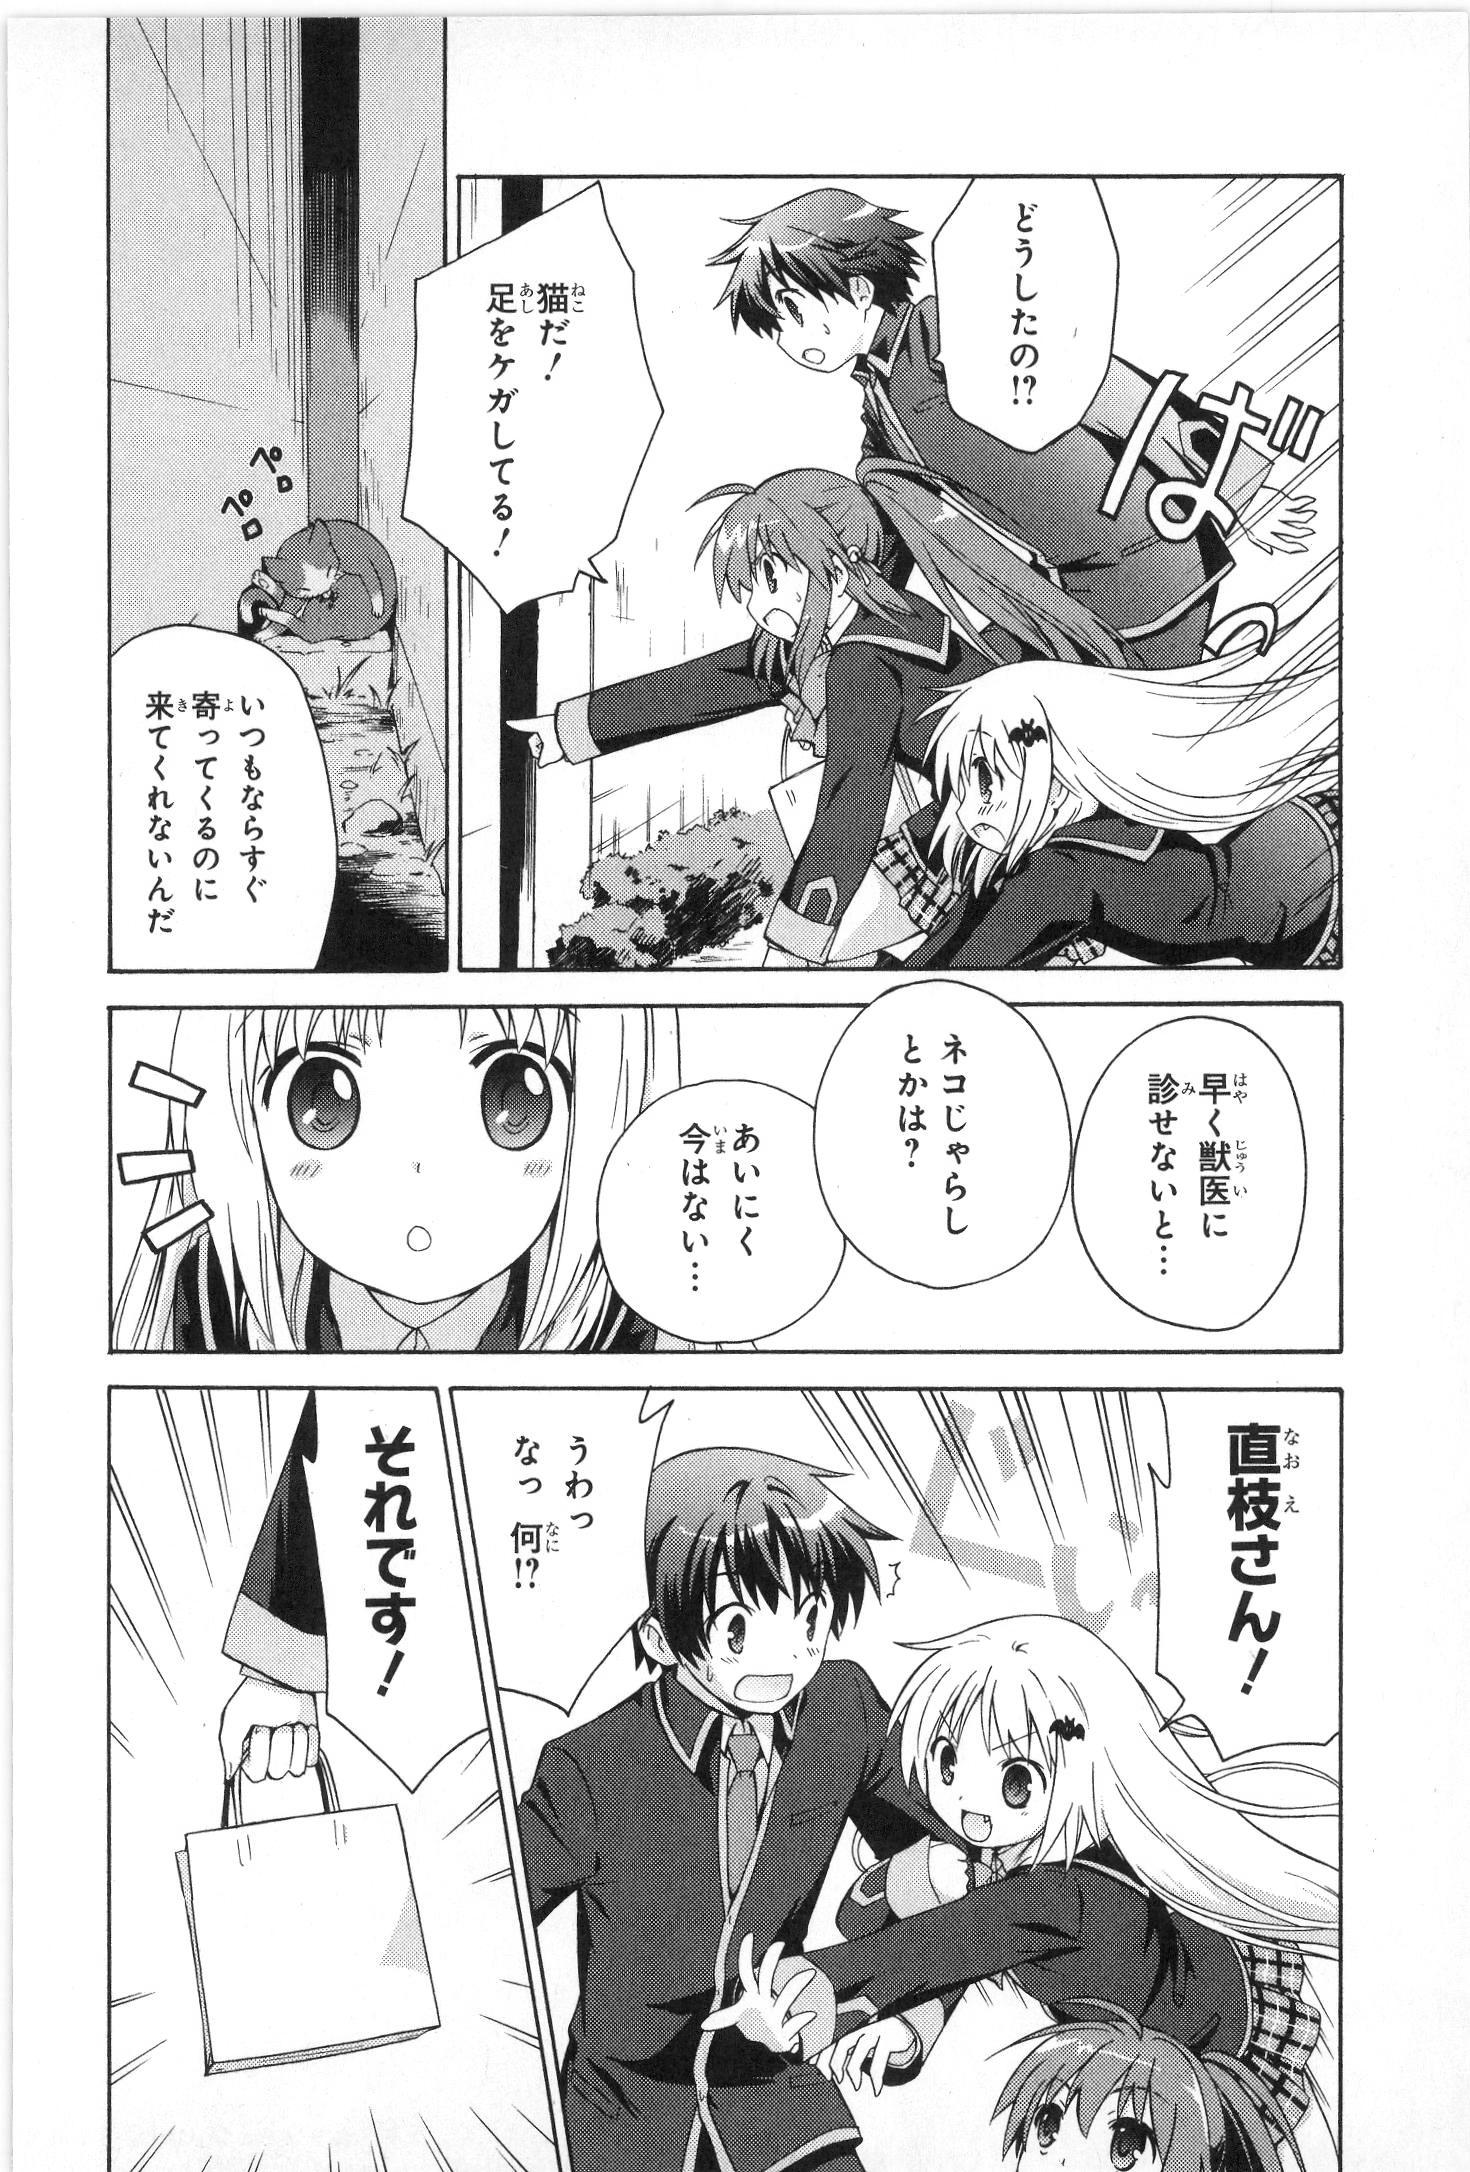 どうしたの!?
ば
っ
猫だ！
足をケガしてる！
ペロ
ペロ
いつもならすぐ
寄ってくるのに
来てくれないんだ
早く獣医に
診せないと…
ネコじゃらし
とかは？
あいにく
今はない…
直枝さん！
うわっ
なっ 何!?
それです！